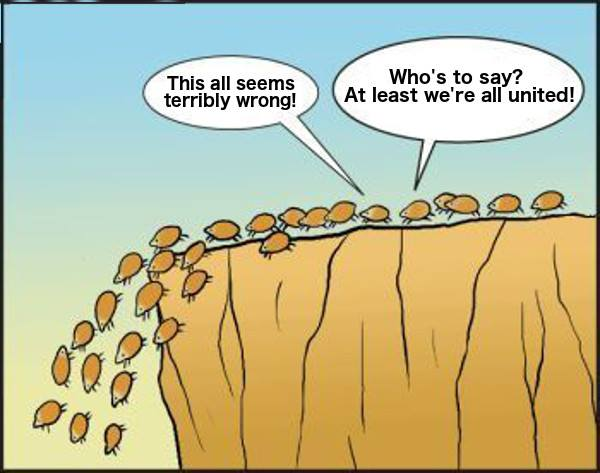 This all seems
terribly wrong!
Who's to say?
At least we're all united!